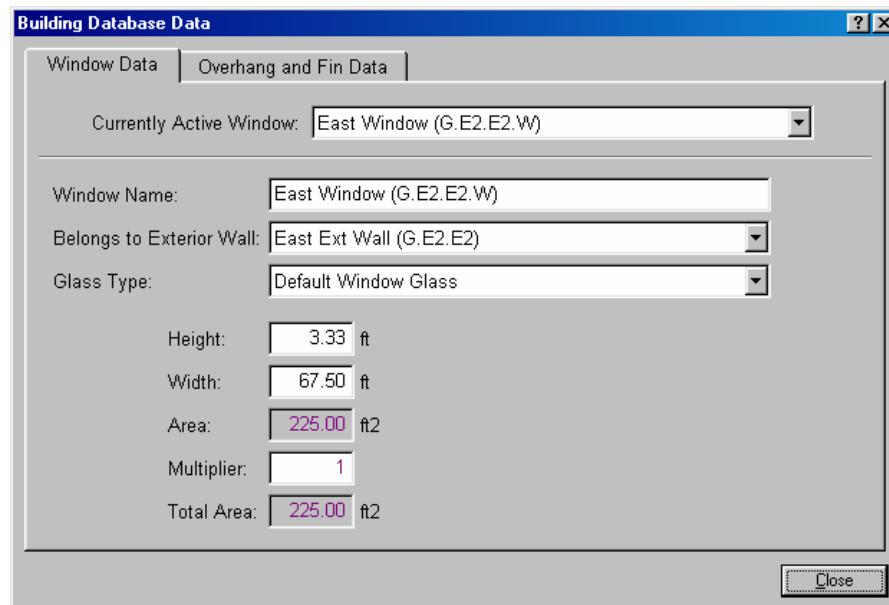 Building Database Data
Window Data Overhang and Fin Data
Currently Active Window: East Window (G.E2.E2.W)
Window Name: East Window (G.E2.E2.W)
Belongs to Exterior Wall: East Ext Wall (G.E2.E2)
Glass Type: Default Window Glass
Height: 3.33 ft
Width: 67.50 ft
Area: 225.00 ft2
Multiplier: 1
Total Area: 225.00 ft2
Close